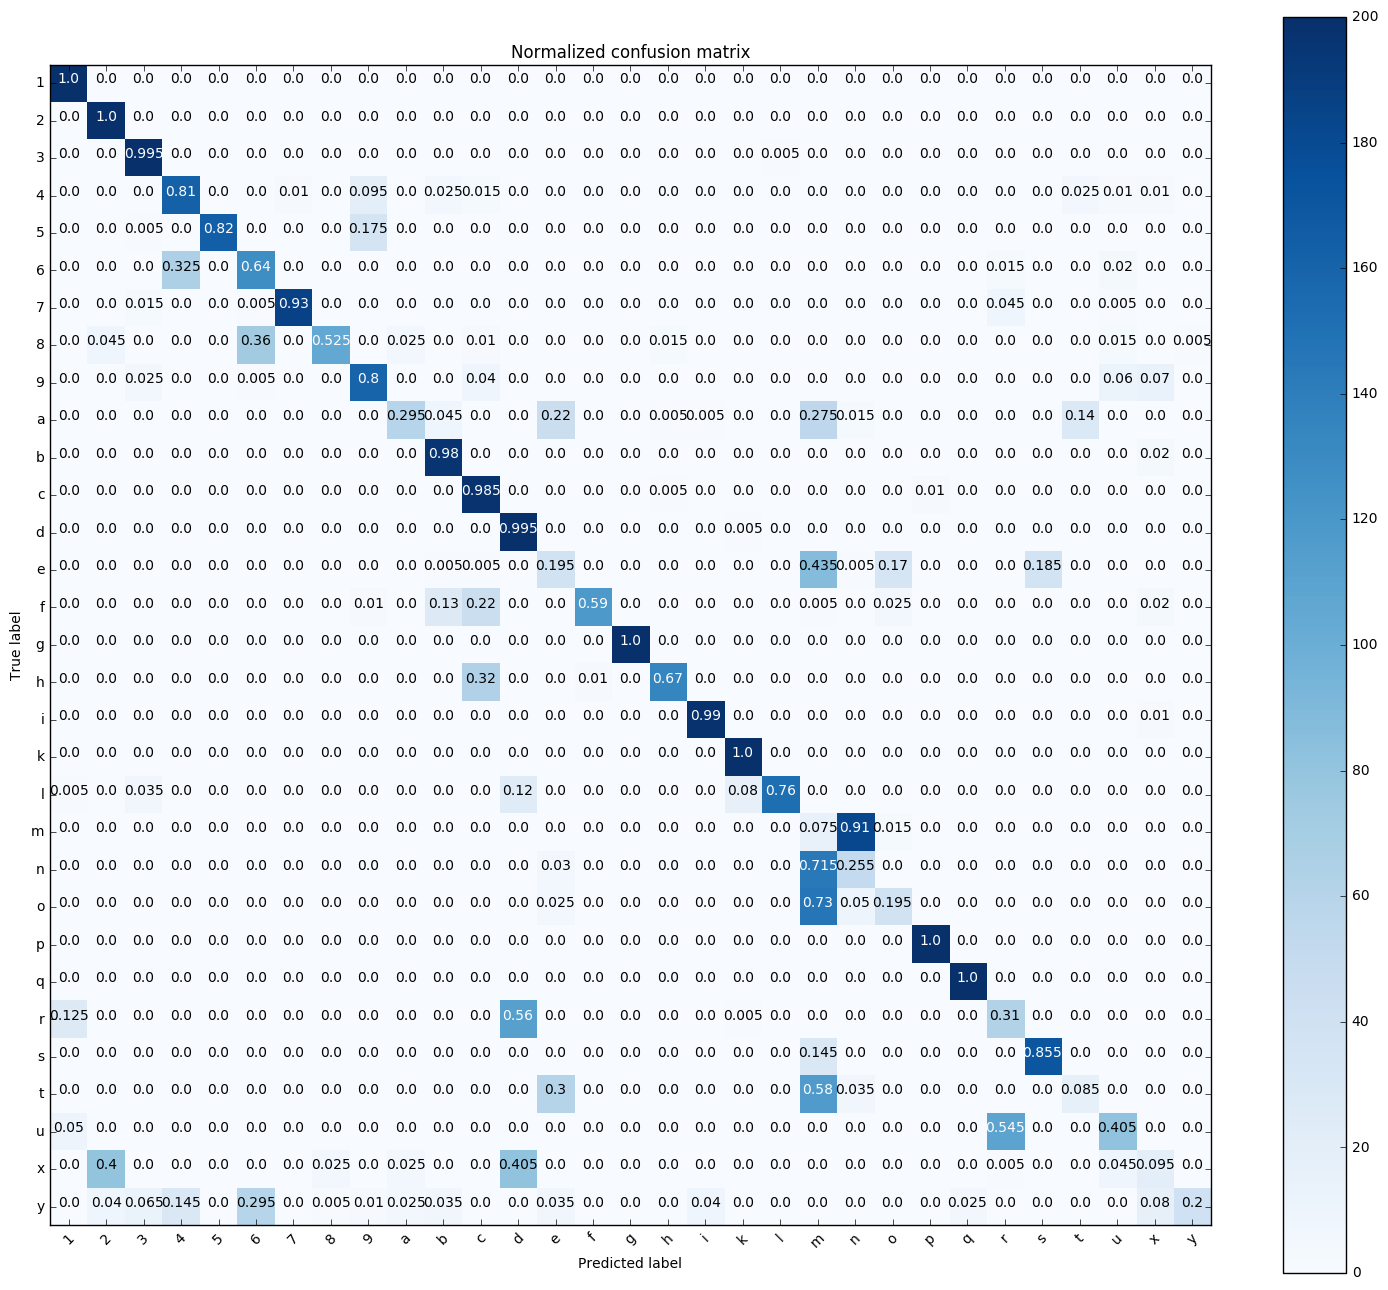 Normalized confusion matrix
1 1.0 0.0 0.0 0.0 0.0 0.0 0.0 0.0 0.0 0.0 0.0 0.0 0.0 0.0 0.0 0.0 0.0 0.0 0.0 0.0 0.0 0.0 0.0 0.0 0.0 0.0 0.0 0.0 0.0 0.0 0.0
2 0.0 1.0 0.0 0.0 0.0 0.0 0.0 0.0 0.0 0.0 0.0 0.0 0.0 0.0 0.0 0.0 0.0 0.0 0.0 0.0 0.0 0.0 0.0 0.0 0.0 0.0 0.0 0.0 0.0 0.0 0.0
3 0.0 0.0 0.995 0.0 0.0 0.0 0.0 0.0 0.0 0.0 0.0 0.0 0.0 0.0 0.0 0.0 0.0 0.0 0.0 0.005 0.0 0.0 0.0 0.0 0.0 0.0 0.0 0.0 0.0 0.0 0.0
4 0.0 0.0 0.0 0.81 0.0 0.0 0.01 0.0 0.095 0.0 0.025 0.015 0.0 0.0 0.0 0.0 0.0 0.0 0.0 0.0 0.0 0.0 0.0 0.0 0.0 0.0 0.0 0.025 0.01 0.01 0.0
5 0.0 0.0 0.005 0.0 0.82 0.0 0.0 0.0 0.175 0.0 0.0 0.0 0.0 0.0 0.0 0.0 0.0 0.0 0.0 0.0 0.0 0.0 0.0 0.0 0.0 0.0 0.0 0.0 0.0 0.0 0.0
6 0.0 0.0 0.0 0.325 0.0 0.64 0.0 0.0 0.0 0.0 0.0 0.0 0.0 0.0 0.0 0.0 0.0 0.0 0.0 0.0 0.0 0.0 0.0 0.0 0.0 0.015 0.0 0.0 0.02 0.0 0.0
7 0.0 0.0 0.015 0.0 0.0 0.005 0.93 0.0 0.0 0.0 0.0 0.0 0.0 0.0 0.0 0.0 0.0 0.0 0.0 0.0 0.0 0.0 0.0 0.0 0.0 0.045 0.0 0.0 0.005 0.0 0.0
8 0.0 0.045 0.0 0.0 0.0 0.36 0.0 0.525 0.0 0.025 0.0 0.01 0.0 0.0 0.0 0.0 0.015 0.0 0.0 0.0 0.0 0.0 0.0 0.0 0.0 0.0 0.0 0.0 0.015 0.0 0.005
9 0.0 0.0 0.025 0.0 0.0 0.005 0.0 0.0 0.8 0.0 0.0 0.04 0.0 0.0 0.0 0.0 0.0 0.0 0.0 0.0 0.0 0.0 0.0 0.0 0.0 0.0 0.0 0.0 0.06 0.07 0.0
a 0.0 0.0 0.0 0.0 0.0 0.0 0.0 0.0 0.0 0.295 0.045 0.0 0.0 0.22 0.0 0.0 0.005 0.005 0.0 0.0 0.275 0.015 0.0 0.0 0.0 0.0 0.0 0.14 0.0 0.0 0.0
b 0.0 0.0 0.0 0.0 0.0 0.0 0.0 0.0 0.0 0.0 0.98 0.0 0.0 0.0 0.0 0.0 0.0 0.0 0.0 0.0 0.0 0.0 0.0 0.0 0.0 0.0 0.0 0.0 0.0 0.02 0.0
c 0.0 0.0 0.0 0.0 0.0 0.0 0.0 0.0 0.0 0.0 0.0 0.985 0.0 0.0 0.0 0.0 0.005 0.0 0.0 0.0 0.0 0.0 0.0 0.01 0.0 0.0 0.0 0.0 0.0 0.0 0.0
d 0.0 0.0 0.0 0.0 0.0 0.0 0.0 0.0 0.0 0.0 0.0 0.0 0.995 0.0 0.0 0.0 0.0 0.0 0.005 0.0 0.0 0.0 0.0 0.0 0.0 0.0 0.0 0.0 0.0 0.0 0.0
e 0.0 0.0 0.0 0.0 0.0 0.0 0.0 0.0 0.0 0.0 0.005 0.005 0.0 0.195 0.0 0.0 0.0 0.0 0.0 0.0 0.435 0.005 0.17 0.0 0.0 0.0 0.185 0.0 0.0 0.0 0.0
f 0.0 0.0 0.0 0.0 0.0 0.0 0.0 0.0 0.01 0.0 0.13 0.22 0.0 0.0 0.59 0.0 0.0 0.0 0.0 0.0 0.005 0.0 0.025 0.0 0.0 0.0 0.0 0.0 0.0 0.02 0.0
g 0.0 0.0 0.0 0.0 0.0 0.0 0.0 0.0 0.0 0.0 0.0 0.0 0.0 0.0 0.0 1.0 0.0 0.0 0.0 0.0 0.0 0.0 0.0 0.0 0.0 0.0 0.0 0.0 0.0 0.0 0.0
h 0.0 0.0 0.0 0.0 0.0 0.0 0.0 0.0 0.0 0.0 0.0 0.32 0.0 0.0 0.01 0.0 0.67 0.0 0.0 0.0 0.0 0.0 0.0 0.0 0.0 0.0 0.0 0.0 0.0 0.0 0.0
i 0.0 0.0 0.0 0.0 0.0 0.0 0.0 0.0 0.0 0.0 0.0 0.0 0.0 0.0 0.0 0.0 0.0 0.99 0.0 0.0 0.0 0.0 0.0 0.0 0.0 0.0 0.0 0.0 0.0 0.01 0.0
k 0.0 0.0 0.0 0.0 0.0 0.0 0.0 0.0 0.0 0.0 0.0 0.0 0.0 0.0 0.0 0.0 0.0 0.0 1.0 0.0 0.0 0.0 0.0 0.0 0.0 0.0 0.0 0.0 0.0 0.0 0.0
l 0.005 0.0 0.035 0.0 0.0 0.0 0.0 0.0 0.0 0.0 0.0 0.0 0.12 0.0 0.0 0.0 0.0 0.0 0.08 0.76 0.0 0.0 0.0 0.0 0.0 0.0 0.0 0.0 0.0 0.0 0.0
m 0.0 0.0 0.0 0.0 0.0 0.0 0.0 0.0 0.0 0.0 0.0 0.0 0.0 0.0 0.0 0.0 0.0 0.0 0.0 0.0 0.075 0.91 0.015 0.0 0.0 0.0 0.0 0.0 0.0 0.0 0.0
n 0.0 0.0 0.0 0.0 0.0 0.0 0.0 0.0 0.0 0.0 0.0 0.0 0.0 0.03 0.0 0.0 0.0 0.0 0.0 0.0 0.715 0.255 0.0 0.0 0.0 0.0 0.0 0.0 0.0 0.0 0.0
o 0.0 0.0 0.0 0.0 0.0 0.0 0.0 0.0 0.0 0.0 0.0 0.0 0.0 0.025 0.0 0.0 0.0 0.0 0.0 0.0 0.73 0.05 0.195 0.0 0.0 0.0 0.0 0.0 0.0 0.0 0.0
p 0.0 0.0 0.0 0.0 0.0 0.0 0.0 0.0 0.0 0.0 0.0 0.0 0.0 0.0 0.0 0.0 0.0 0.0 0.0 0.0 0.0 0.0 0.0 1.0 0.0 0.0 0.0 0.0 0.0 0.0 0.0
q 0.0 0.0 0.0 0.0 0.0 0.0 0.0 0.0 0.0 0.0 0.0 0.0 0.0 0.0 0.0 0.0 0.0 0.0 0.0 0.0 0.0 0.0 0.0 0.0 1.0 0.0 0.0 0.0 0.0 0.0 0.0
r 0.125 0.0 0.0 0.0 0.0 0.0 0.0 0.0 0.0 0.0 0.0 0.0 0.56 0.0 0.0 0.0 0.0 0.0 0.005 0.0 0.0 0.0 0.0 0.0 0.0 0.31 0.0 0.0 0.0 0.0 0.0
s 0.0 0.0 0.0 0.0 0.0 0.0 0.0 0.0 0.0 0.0 0.0 0.0 0.0 0.0 0.0 0.0 0.0 0.0 0.0 0.0 0.145 0.0 0.0 0.0 0.0 0.0 0.855 0.0 0.0 0.0 0.0
t 0.0 0.0 0.0 0.0 0.0 0.0 0.0 0.0 0.0 0.0 0.0 0.0 0.0 0.3 0.0 0.0 0.0 0.0 0.0 0.0 0.58 0.035 0.0 0.0 0.0 0.0 0.0 0.085 0.0 0.0 0.0
u 0.05 0.0 0.0 0.0 0.0 0.0 0.0 0.0 0.0 0.0 0.0 0.0 0.0 0.0 0.0 0.0 0.0 0.0 0.0 0.0 0.0 0.0 0.0 0.0 0.0 0.545 0.0 0.0 0.405 0.0 0.0
x 0.0 0.4 0.0 0.0 0.0 0.0 0.0 0.025 0.0 0.025 0.0 0.0 0.405 0.0 0.0 0.0 0.0 0.0 0.0 0.0 0.0 0.0 0.0 0.0 0.0 0.005 0.0 0.0 0.045 0.095 0.0
y 0.0 0.04 0.065 0.145 0.0 0.295 0.0 0.005 0.01 0.025 0.035 0.0 0.0 0.035 0.0 0.0 0.0 0.04 0.0 0.0 0.0 0.0 0.0 0.0 0.025 0.0 0.0 0.0 0.0 0.08 0.2
1 2 3 4 5 6 7 8 9 a b c d e f g h i k l m n o p q r s t u x y
True label
Predicted label
200
180
160
140
120
100
80
60
40
20
0